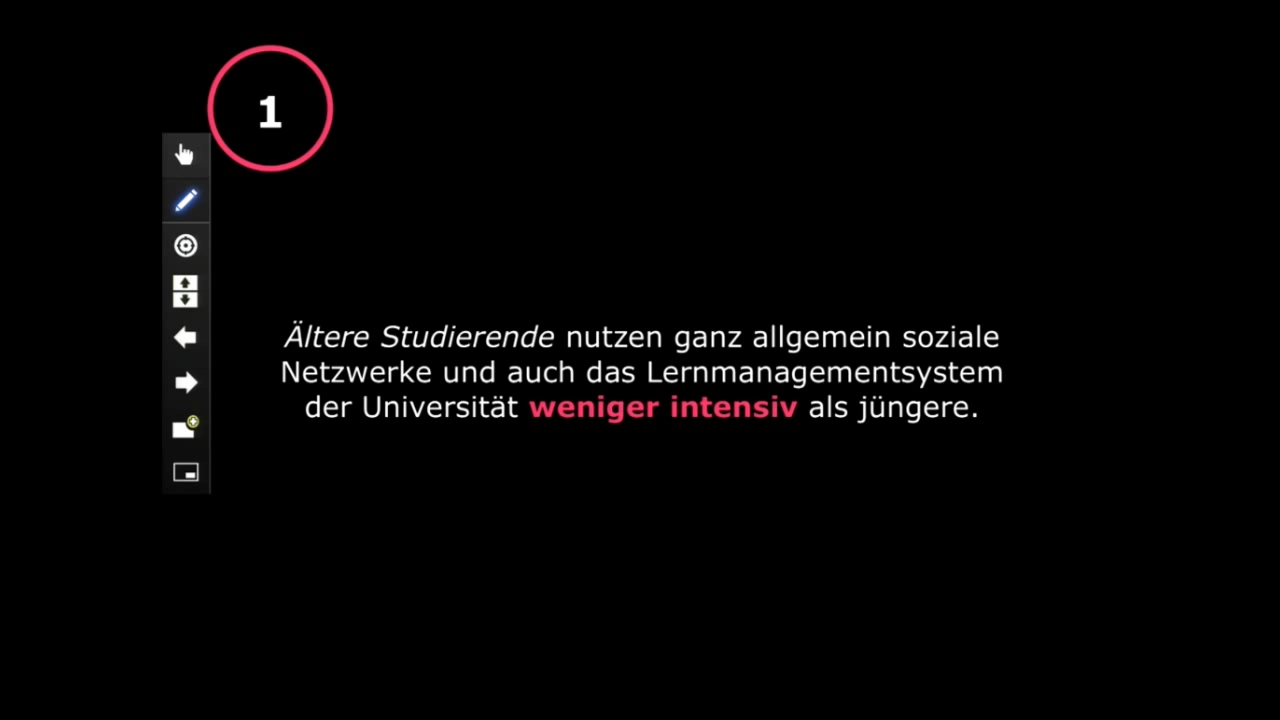 1
Ältere Studierende nutzen ganz allgemein soziale
Netzwerke und auch das Lernmanagementsystem
der Universität weniger intensiv als jüngere.